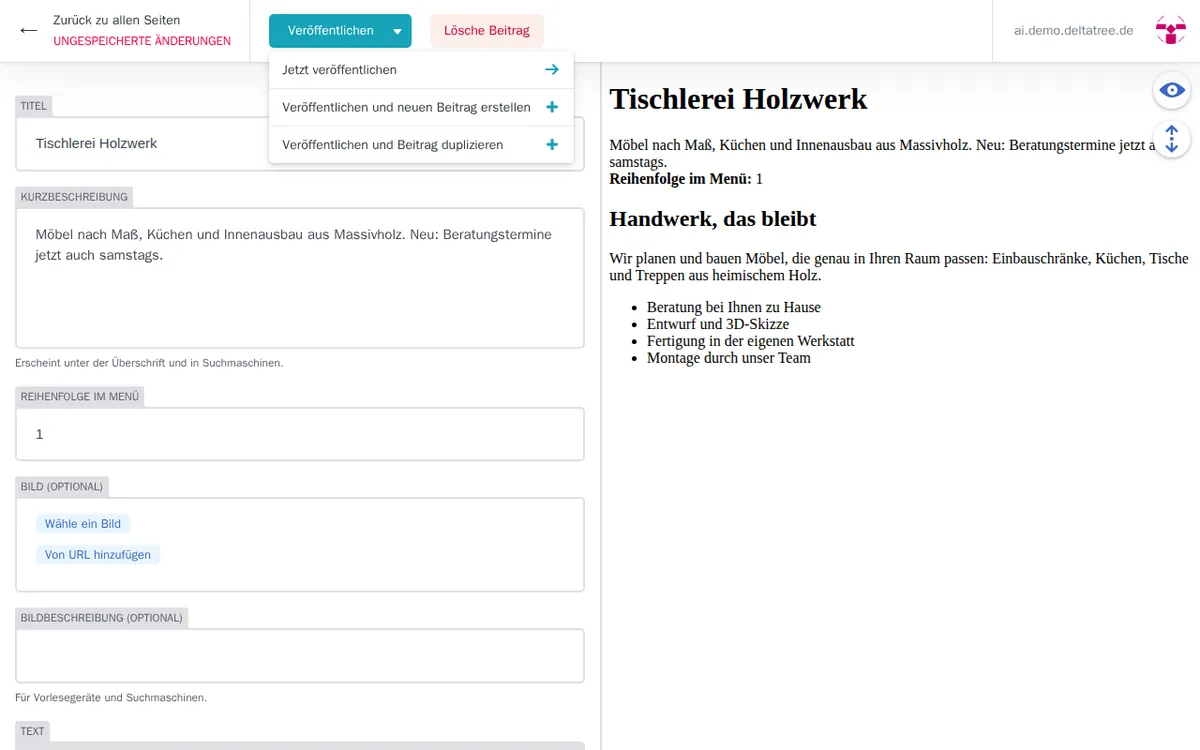 Zurück zu allen Seiten
UNGESPEICHERTE ÄNDERUNGEN
Veröffentlichen
Lösche Beitrag
ai.demo.deltatree.de
Jetzt veröffentlichen
Veröffentlichen und neuen Beitrag erstellen
Veröffentlichen und Beitrag duplizieren
TITEL
Tischlerei Holzwerk
KURZBESCHREIBUNG
Möbel nach Maß, Küchen und Innenausbau aus Massivholz. Neu: Beratungstermine
jetzt auch samstags.
Erscheint unter der Überschrift und in Suchmaschinen.
REIHENFOLGE IM MENÜ
1
BILD (OPTIONAL)
Wähle ein Bild
Von URL hinzufügen
BILDBESCHREIBUNG (OPTIONAL)
Für Vorlesegeräte und Suchmaschinen.
TEXT
Tischlerei Holzwerk
Möbel nach Maß, Küchen und Innenausbau aus Massivholz. Neu: Beratungstermine jetzt
samstags.
Reihenfolge im Menü: 1
Handwerk, das bleibt
Wir planen und bauen Möbel, die genau in Ihren Raum passen: Einbauschränke, Küchen, Tische
und Treppen aus heimischem Holz.
• Beratung bei Ihnen zu Hause
• Entwurf und 3D-Skizze
• Fertigung in der eigenen Werkstatt
• Montage durch unser Team